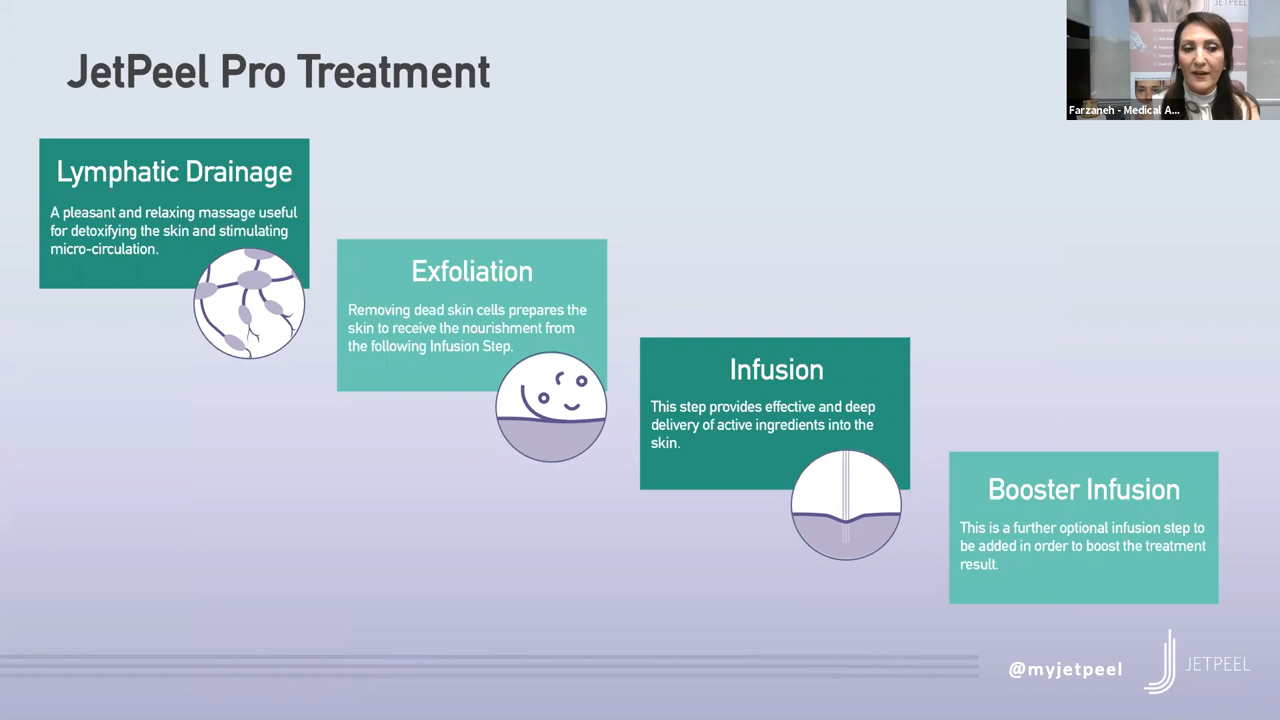 JetPeel Pro Treatment
JETPEEL
Farzaneh - Medical A...
Lymphatic Drainage
A pleasant and relaxing massage useful
for detoxifying the skin and stimulating
micro-circulation.
Exfoliation
Removing dead skin cells prepares the
skin to receive the nourishment from
the following Infusion Step.
Infusion
This step provides effective and deep
delivery of active ingredients into the
skin.
Booster Infusion
This is a further optional infusion step to
be added in order to boost the treatment
result.
@myjetpeel
JETPEEL